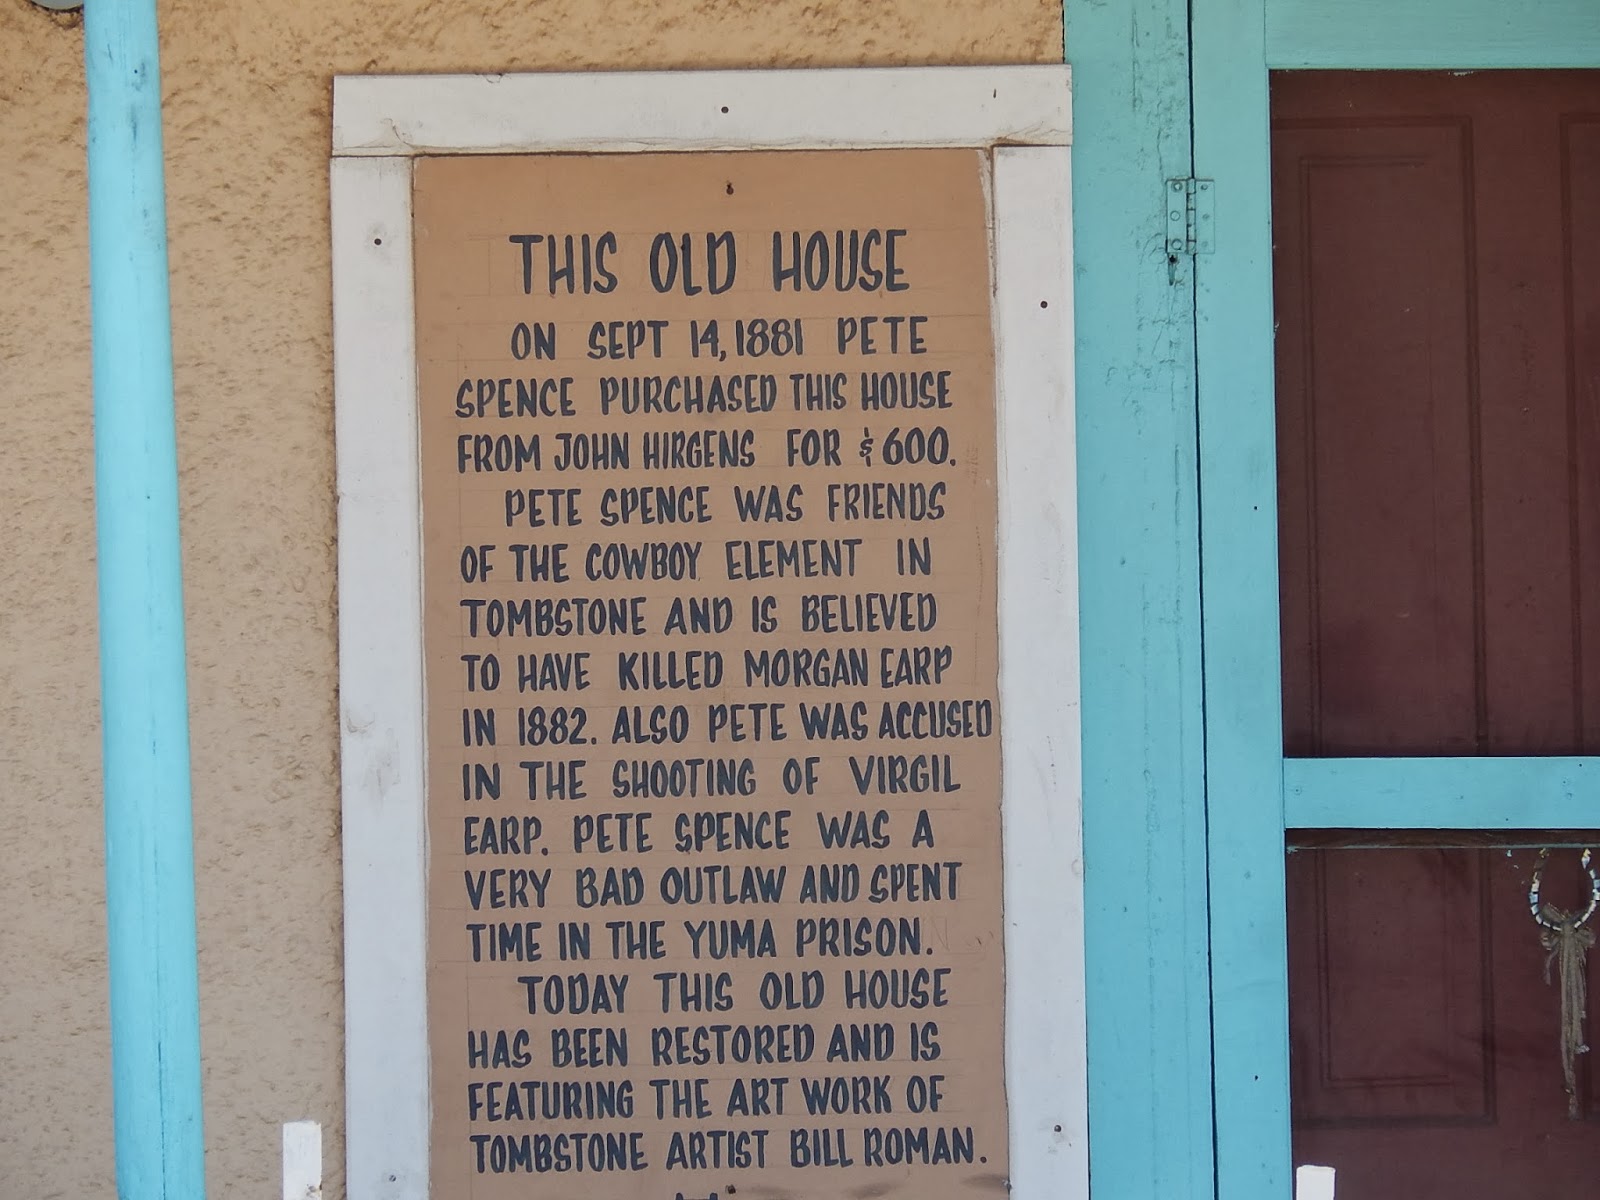 THIS OLD HOUSE
ON SEPT 14, 1881 PETE
SPENCE PURCHASED THIS HOUSE
FROM JOHN HIRGENS FOR $600.
PETE SPENCE WAS FRIENDS
OF THE COWBOY ELEMENT IN
TOMBSTONE AND IS BELIEVED
TO HAVE KILLED MORGAN EARP
IN 1882. ALSO PETE WAS ACCUSED
IN THE SHOOTING OF VIRGIL
EARP. PETE SPENCE WAS A
VERY BAD OUTLAW AND SPENT
TIME IN THE YUMA PRISON.
TODAY THIS OLD HOUSE
HAS BEEN RESTORED AND IS
FEATURING THE ART WORK OF
TOMBSTONE ARTIST BILL ROMAN.